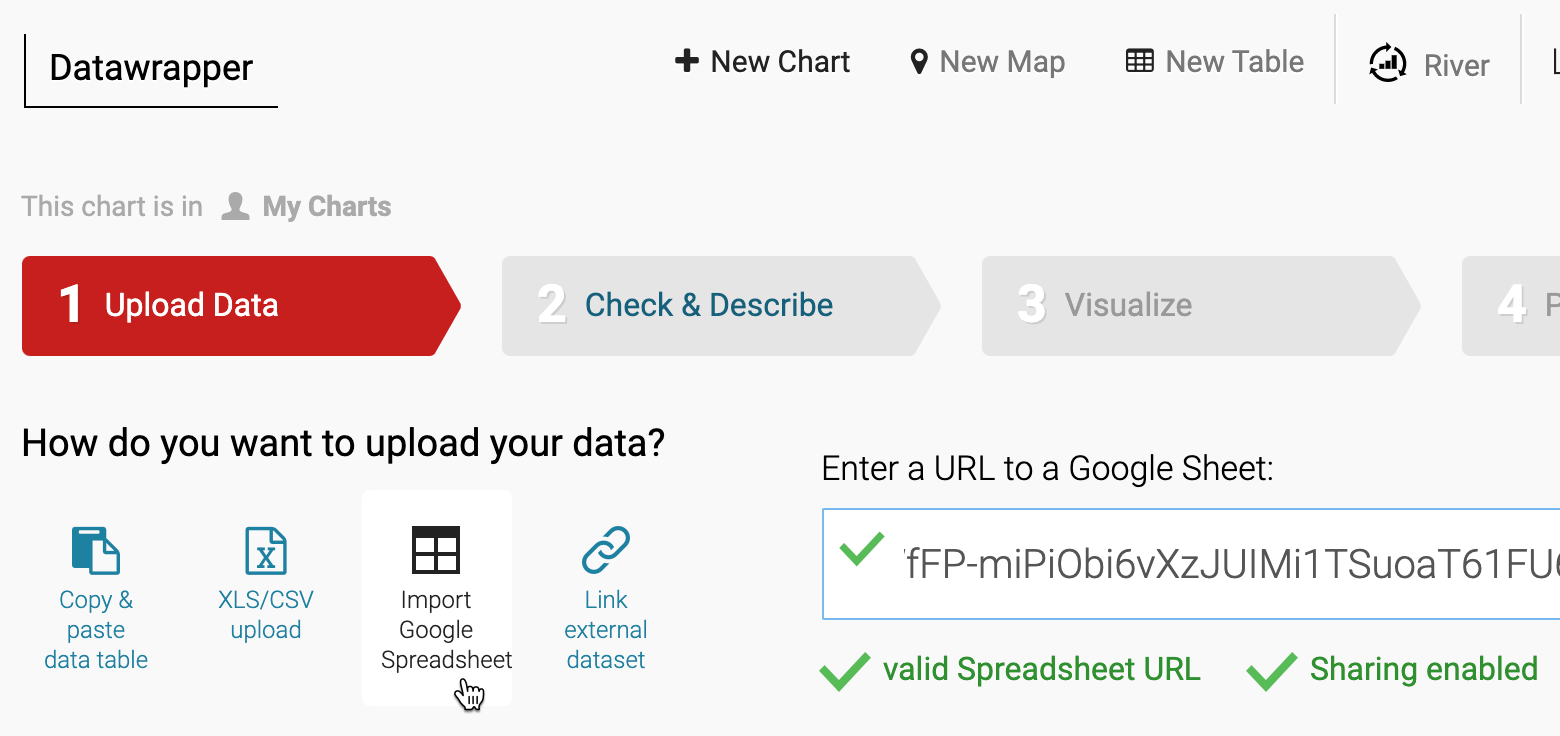 Datawrapper
New Chart New Map New Table River
This chart is in My Charts
1 Upload Data 2 Check & Describe 3 Visualize 4
How do you want to upload your data?
Enter a URL to a Google Sheet:
fFP-miPiObi6vXzJUIMi1TSuoaT61FU6
Copy &
paste
data table
XLS/CSV
upload
Import
Google
Spreadsheet
Link
external
dataset
valid Spreadsheet URL Sharing enabled